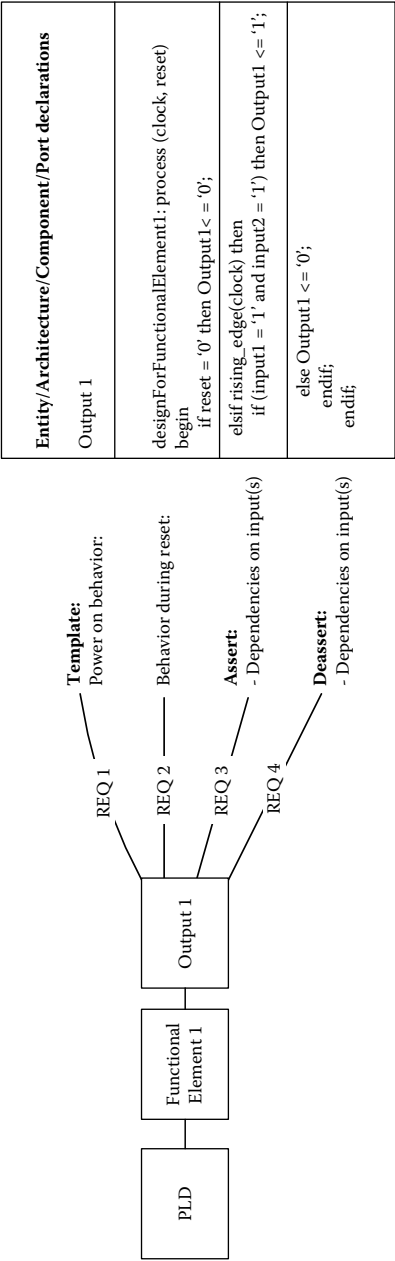 PLD
Functional
Element 1
Output 1
REQ 1
REQ 2
REQ 3
REQ 4
Template:
Power on behavior:
Behavior during reset:
Assert:
- Dependencies on input(s)
Deassert:
- Dependencies on input(s)
Entity/Architecture/Component/Port declarations
Output 1
designForFunctionalElement1: process (clock, reset)
begin
if reset = ‘0’ then Output1< = ‘0’;
elsif rising_edge(clock) then
if (input1 = ‘1’ and input2 = ‘1’) then Output1 <= ‘1’;
else Output1 <= ‘0’;
endif;
endif;